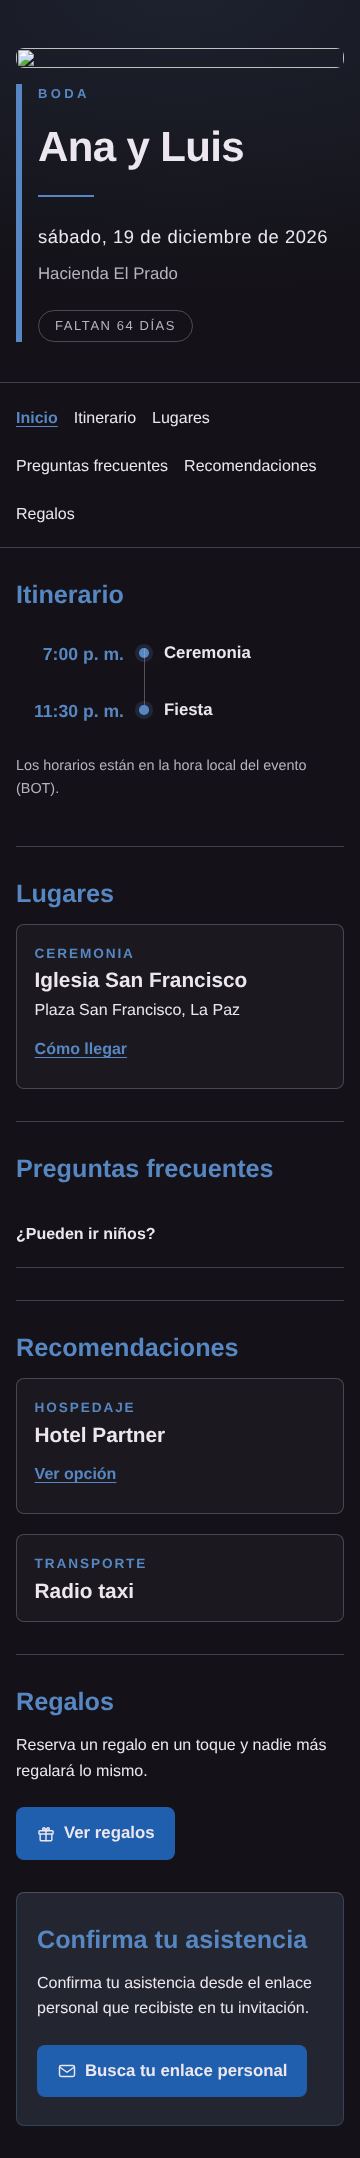 BODA
Ana y Luis
sábado, 19 de diciembre de 2026
Hacienda El Prado
FALTAN 64 DÍAS
Inicio Itinerario Lugares
Preguntas frecuentes Recomendaciones
Regalos
Itinerario
7:00 p. m. Ceremonia
11:30 p. m. Fiesta
Los horarios están en la hora local del evento
(BOT).
Lugares
CEREMONIA
Iglesia San Francisco
Plaza San Francisco, La Paz
Cómo llegar
Preguntas frecuentes
¿Pueden ir niños?
Recomendaciones
HOSPEDAJE
Hotel Partner
Ver opción
TRANSPORTE
Radio taxi
Regalos
Reserva un regalo en un toque y nadie más
regalará lo mismo.
Ver regalos
Confirma tu asistencia
Confirma tu asistencia desde el enlace
personal que recibiste en tu invitación.
Busca tu enlace personal